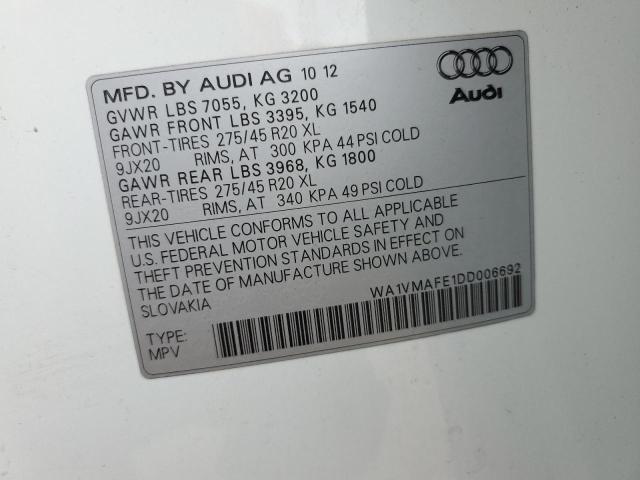 MFD. BY AUDI AG 10 12
Audi
GVWR LBS 7055, KG 3200
GAWR FRONT LBS 3395, KG 1540
FRONT-TIRES 275/45 R20 XL
9JX20 RIMS, AT 300 KPA 44 PSI COLD
GAWR REAR LBS 3968, KG 1800
REAR-TIRES 275/45 R20 XL
9JX20 RIMS, AT 340 KPA 49 PSI COLD
THIS VEHICLE CONFORMS TO ALL APPLICABLE
U.S. FEDERAL MOTOR VEHICLE SAFETY AND
THEFT PREVENTION STANDARDS IN EFFECT ON
THE DATE OF MANUFACTURE SHOWN ABOVE.
SLOVAKIA
WA1VMAFE1DD006692
TYPE:
MPV